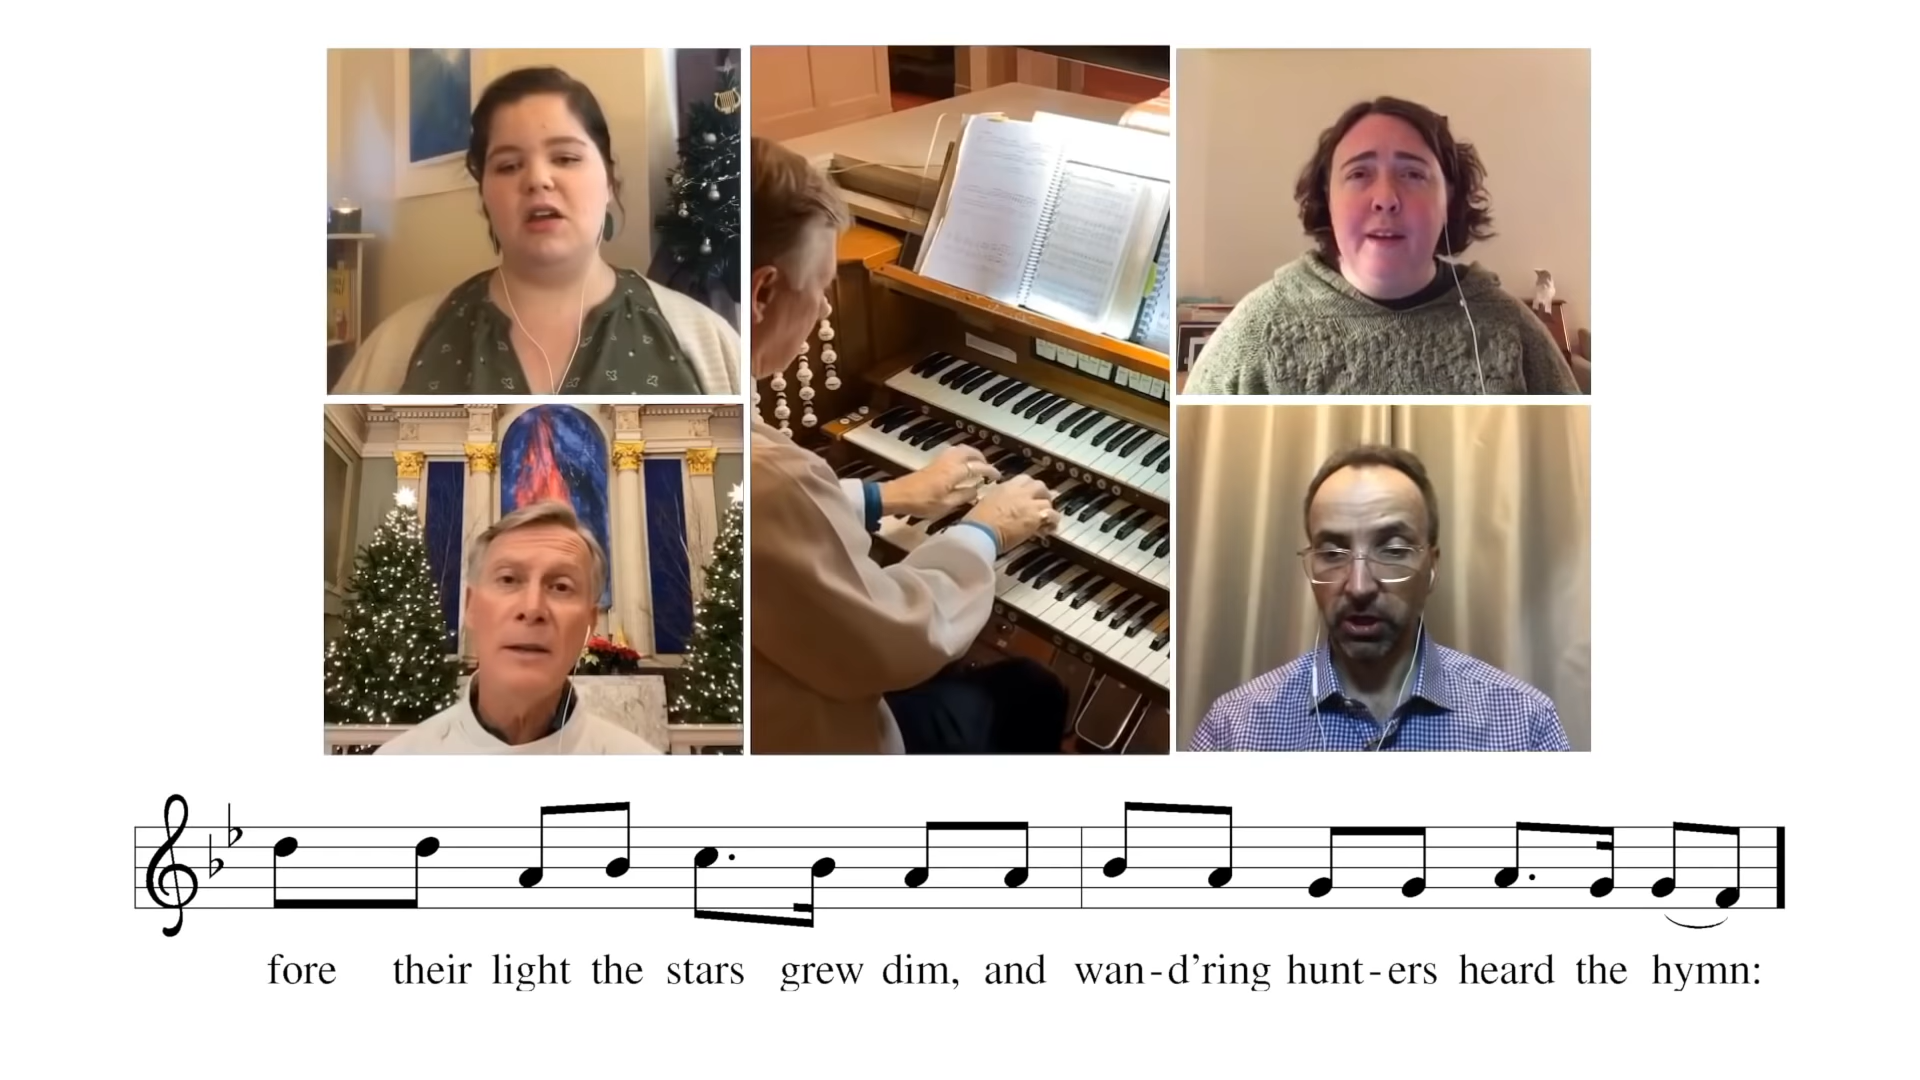 fore their light the stars grew dim, and wan-d’ring hunt-ers heard the hymn: